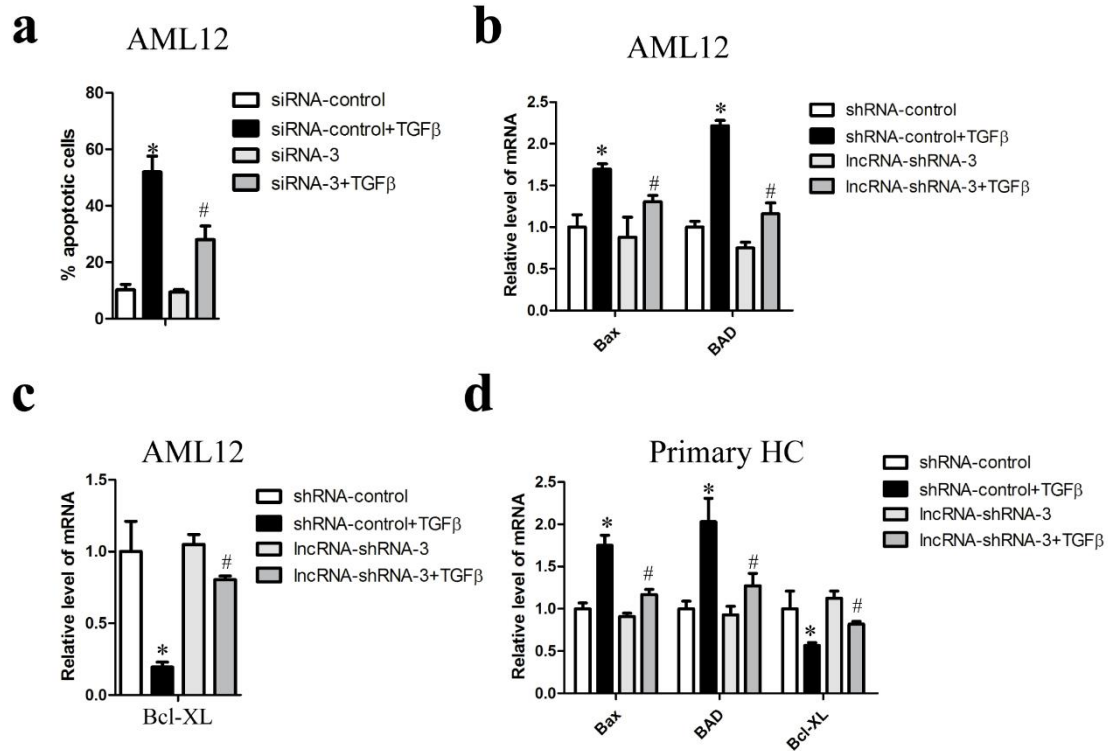 a
AML12
% apoptotic cells
80
60
40
20
0
*
#
siRNA-control
siRNA-control+TGFβ
siRNA-3
siRNA-3+TGFβ
b
AML12
Relative level of mRNA
2.5
2.0
1.5
1.0
0.5
0.0
*
#
*
#
Bax
BAD
shRNA-control
shRNA-control+TGFβ
lncRNA-shRNA-3
lncRNA-shRNA-3+TGFβ
c
AML12
Relative level of mRNA
1.5
1.0
0.5
0.0
*
#
Bcl-XL
shRNA-control
shRNA-control+TGFβ
lncRNA-shRNA-3
lncRNA-shRNA-3+TGFβ
d
Primary HC
Relative level of mRNA
2.5
2.0
1.5
1.0
0.5
0.0
*
#
*
#
*
#
Bax
BAD
Bcl-XL
shRNA-control
shRNA-control+TGFβ
lncRNA-shRNA-3
lncRNA-shRNA-3+TGFβ